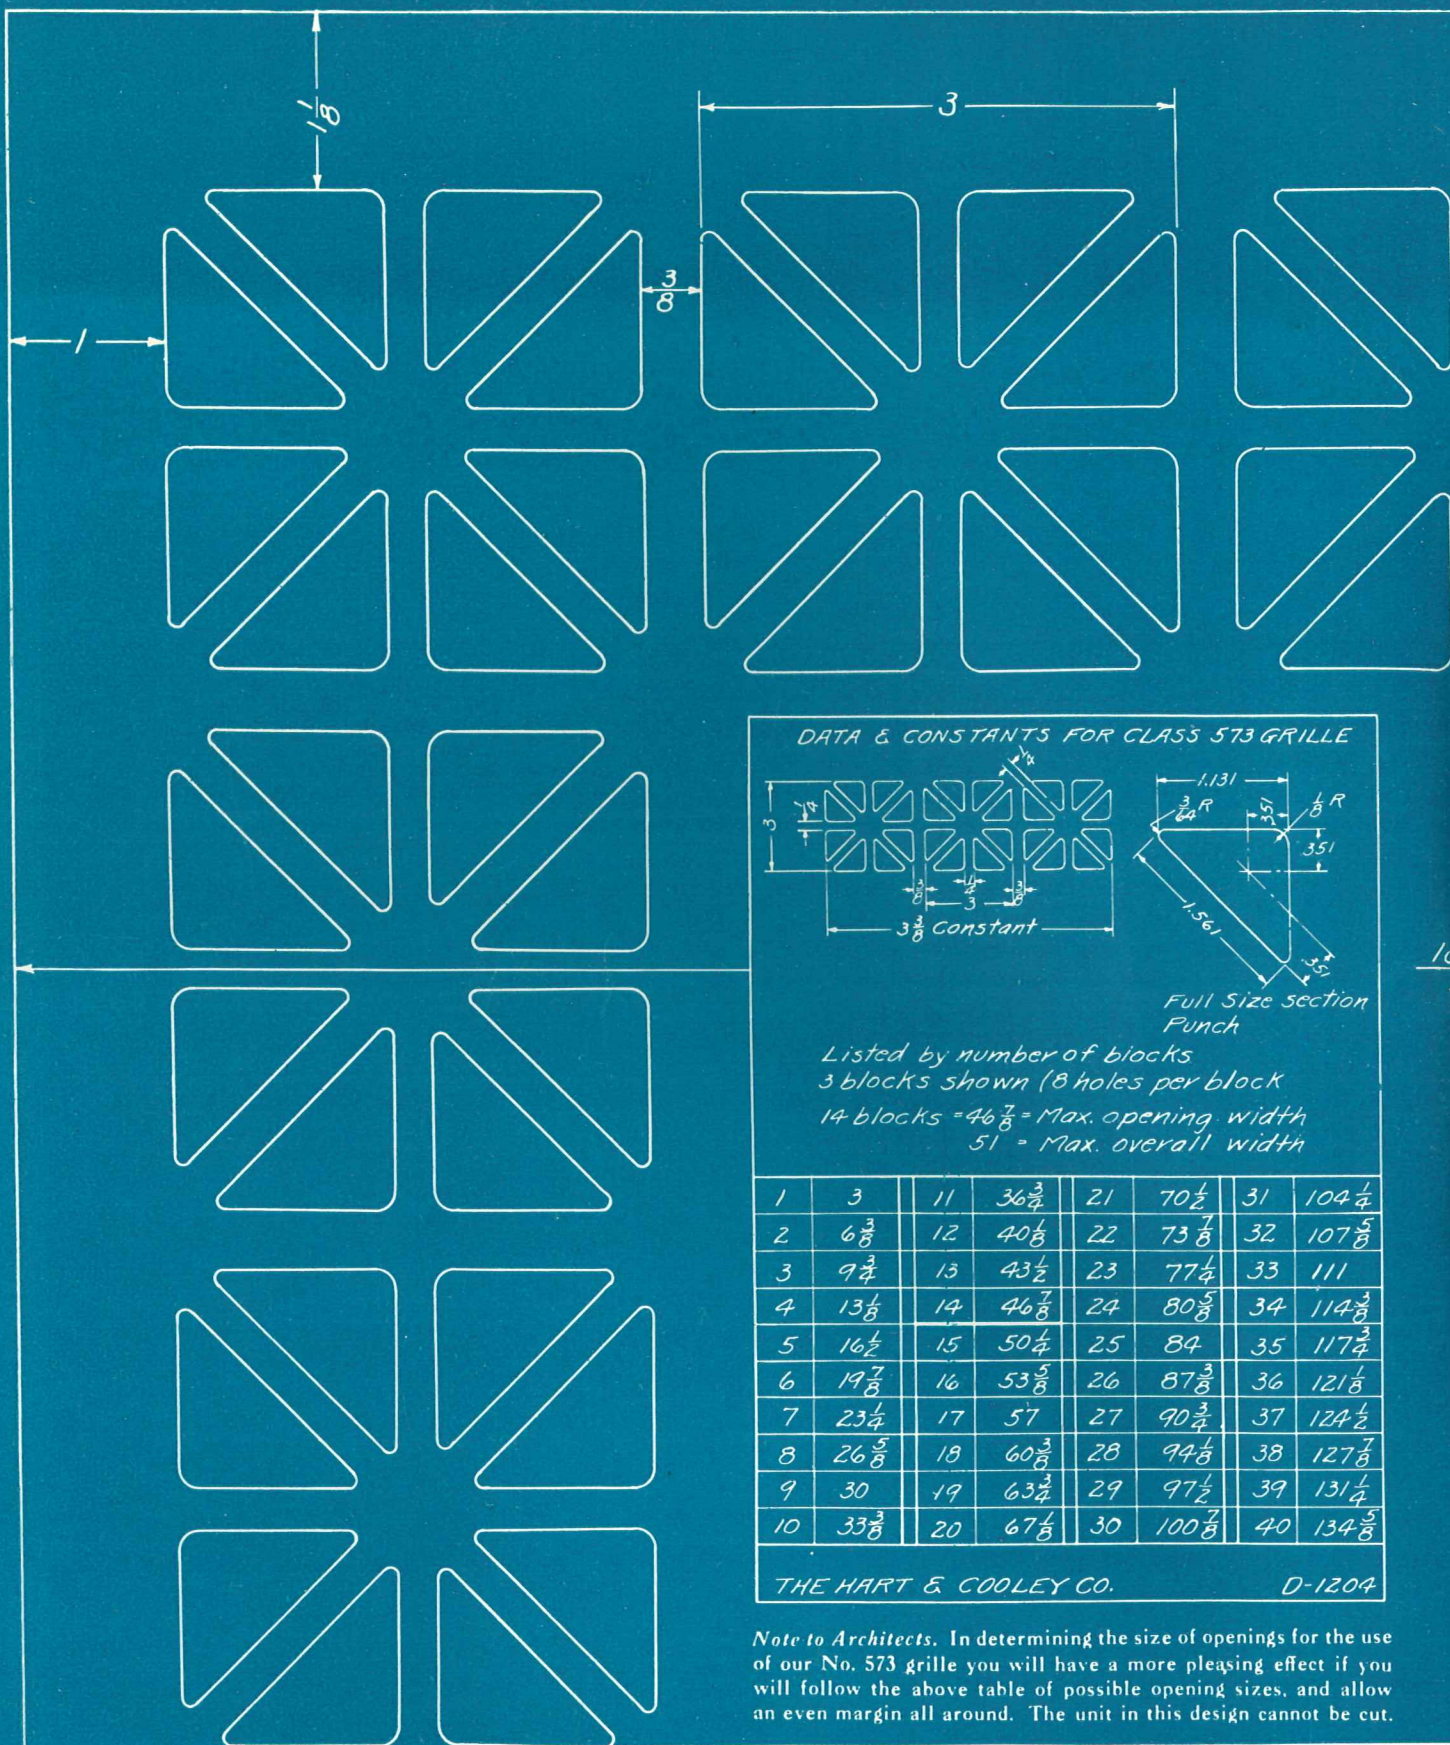 1 1/8
3
3/8
1
DATA & CONSTANTS FOR CLASS 573 GRILLE
1/4
3
1/4
3/8
1/4
3/8
3
3 3/8 Constant
1.131
3/64 R
.351
1/8 R
.351
1.561
.351
Full Size section
Punch
Listed by number of blocks
3 blocks shown (8 holes per block
14 blocks = 46 7/8 = Max. opening width
51 = Max. overall width
1 3 11 36 3/4 21 70 1/2 31 104 1/4
2 6 3/8 12 40 1/8 22 73 7/8 32 107 5/8
3 9 3/4 13 43 1/2 23 77 1/4 33 111
4 13 1/8 14 46 7/8 24 80 5/8 34 114 3/8
5 16 1/2 15 50 1/4 25 84 35 117 3/4
6 19 7/8 16 53 5/8 26 87 3/8 36 121 1/8
7 23 1/4 17 57 27 90 3/4 37 124 1/2
8 26 5/8 18 60 3/8 28 94 1/8 38 127 7/8
9 30 19 63 3/4 29 97 1/2 39 131 1/4
10 33 3/8 20 67 1/8 30 100 7/8 40 134 5/8
THE HART & COOLEY CO. D-1204
Note to Architects. In determining the size of openings for the use
of our No. 573 grille you will have a more pleasing effect if you
will follow the above table of possible opening sizes, and allow
an even margin all around. The unit in this design cannot be cut.